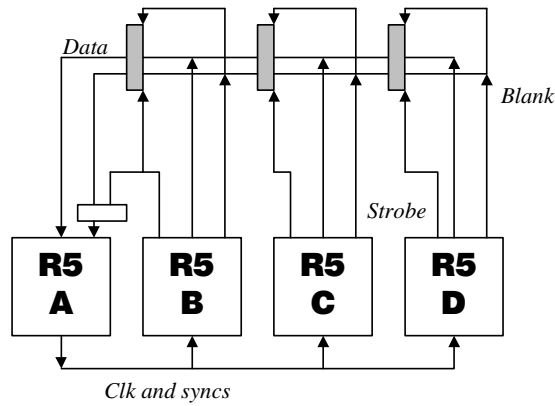 Data
Blank
Strobe
R5 R5 R5 R5
A B C D
Clk and syncs